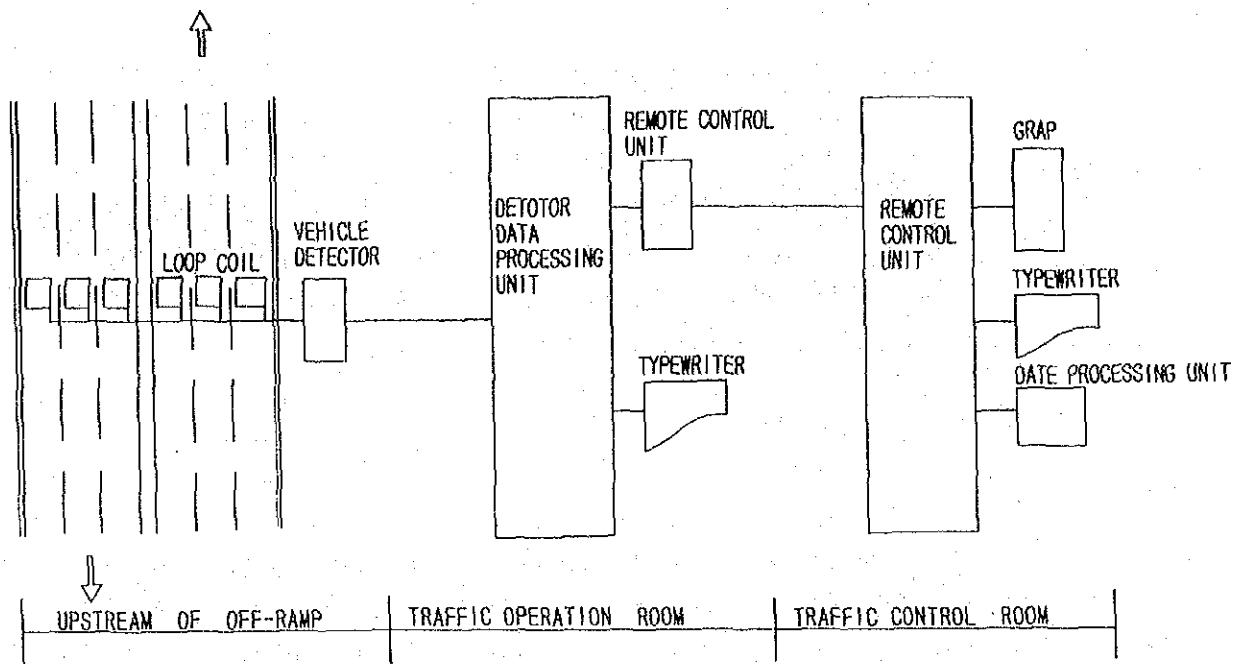 LOOP COIL
VEHICLE
DETECTOR
DETOTOR
DATA
PROCESSING
UNIT
REMOTE CONTROL
UNIT
TYPEWRITER
REMOTE
CONTROL
UNIT
GRAP
TYPEWRITER
DATE PROCESSING UNIT
UPSTREAM OF OFF-RAMP
TRAFFIC OPERATION ROOM
TRAFFIC CONTROL ROOM